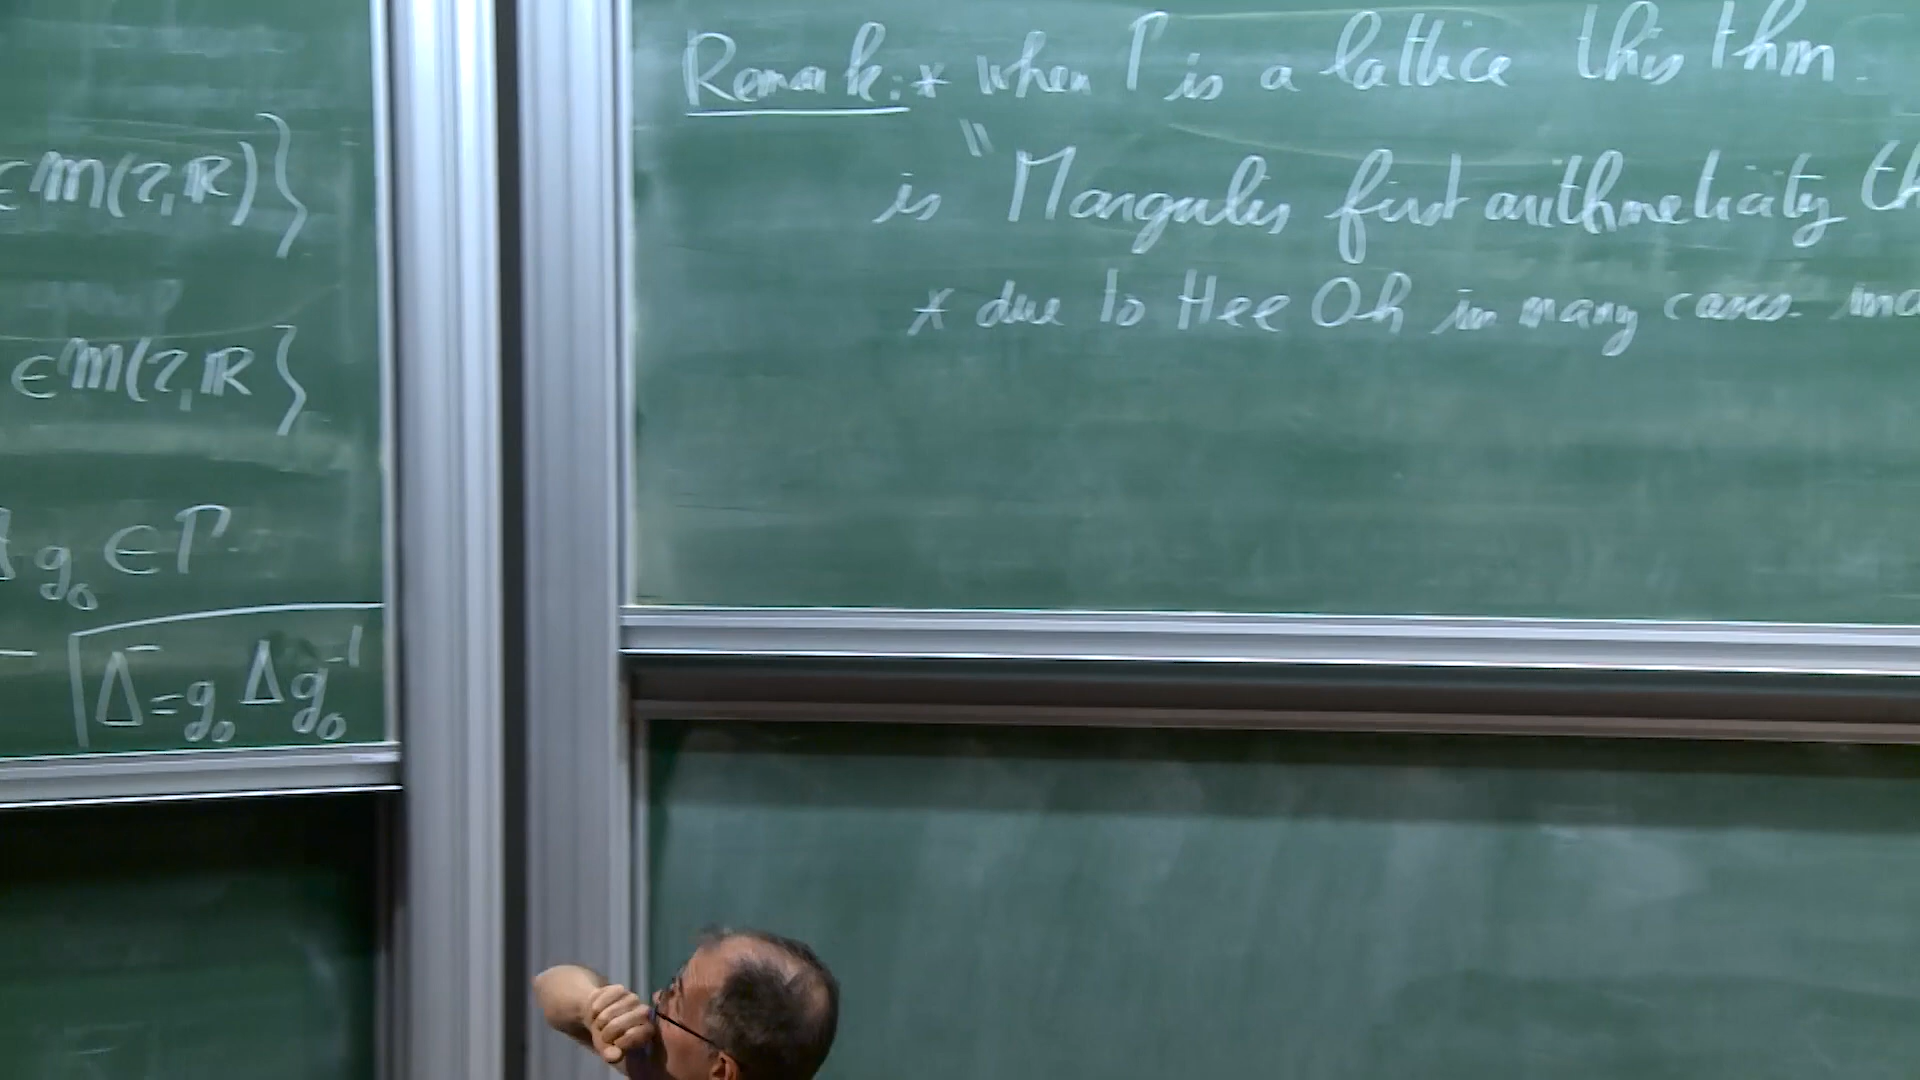 ∈ M(2,ℝ)}
∈ M(2,ℝ}
g₀ ∈ Γ
Δ⁻ = g₀ Δ g₀⁻¹
Remark: * when Γ is a lattice this thm.
is "Margulis first arithmeticity th
* due to Hee Oh in many cases.